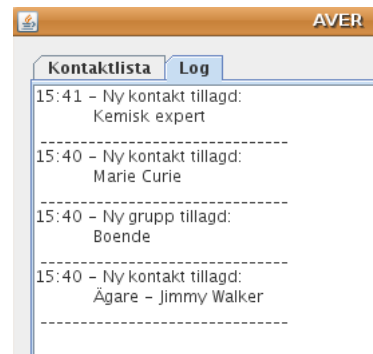 AVER
Kontaktlista Log
15:41 – Ny kontakt tillagd:
Kemisk expert
------------------------------
15:40 – Ny kontakt tillagd:
Marie Curie
------------------------------
15:40 – Ny grupp tillagd:
Boende
------------------------------
15:40 – Ny kontakt tillagd:
Ägare – Jimmy Walker
------------------------------